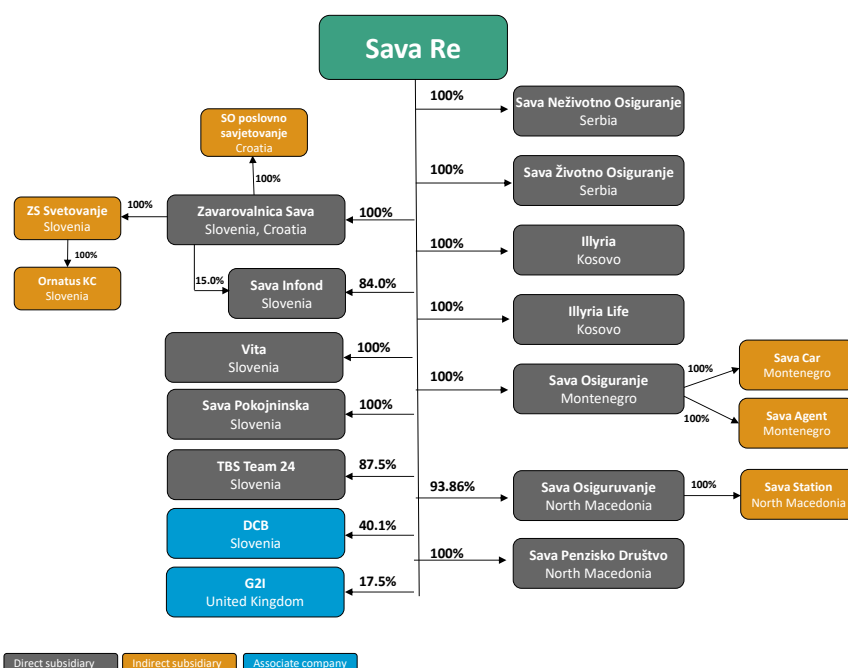 Sava Re
100%
Sava Neživotno Osiguranje
Serbia
SO poslovno
savjetovanje
Croatia
100%
100%
Sava Životno Osiguranje
Serbia
ZS Svetovanje
Slovenia
100%
Zavarovalnica Sava
Slovenia, Croatia
100%
100%
Illyria
Kosovo
100%
Ornatus KC
Slovenia
15.0%
Sava Infond
Slovenia
84.0%
100%
Illyria Life
Kosovo
Vita
Slovenia
100%
100%
Sava Osiguranje
Montenegro
100%
Sava Car
Montenegro
100%
Sava Agent
Montenegro
Sava Pokojninska
Slovenia
100%
TBS Team 24
Slovenia
87.5%
93.86%
Sava Osiguruvanje
North Macedonia
100%
Sava Station
North Macedonia
DCB
Slovenia
40.1%
100%
Sava Penzisko Društvo
North Macedonia
G2I
United Kingdom
17.5%
Direct subsidiary
Indirect subsidiary
Associate company